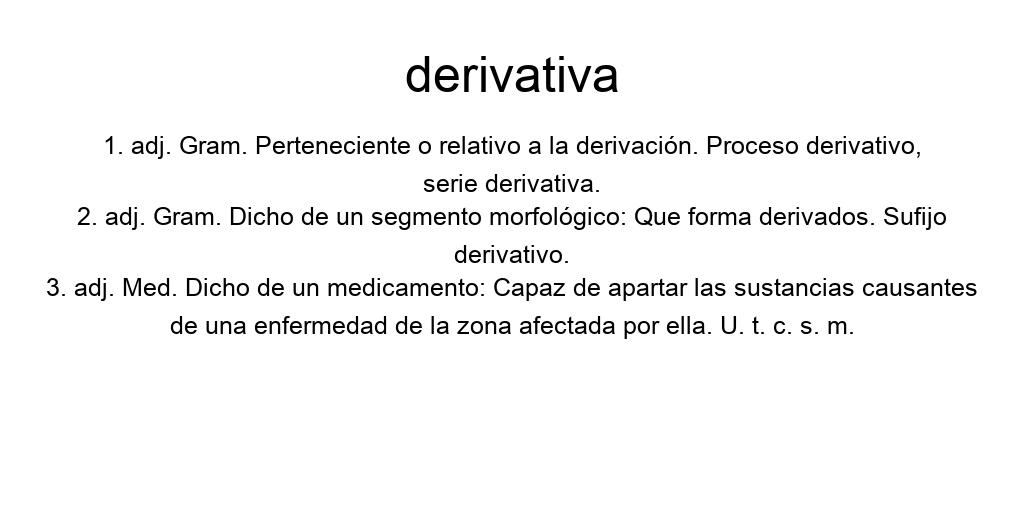 derivativa
1. adj. Gram. Perteneciente o relativo a la derivación. Proceso derivativo,
serie derivativa.
2. adj. Gram. Dicho de un segmento morfológico: Que forma derivados. Sufijo
derivativo.
3. adj. Med. Dicho de un medicamento: Capaz de apartar las sustancias causantes
de una enfermedad de la zona afectada por ella. U. t. c. s. m.